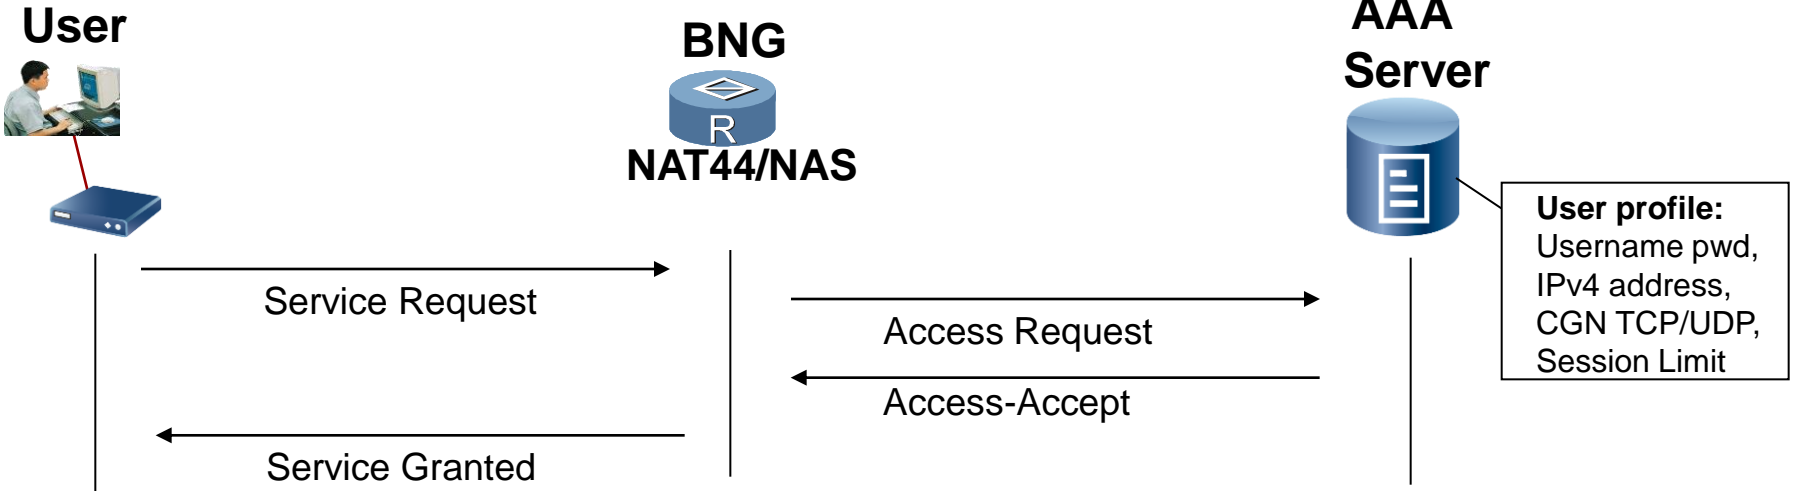 User
BNG
AAA
Server
R
NAT44/NAS
User profile:
Username pwd,
IPv4 address,
CGN TCP/UDP,
Session Limit
Service Request
Access Request
Access-Accept
Service Granted